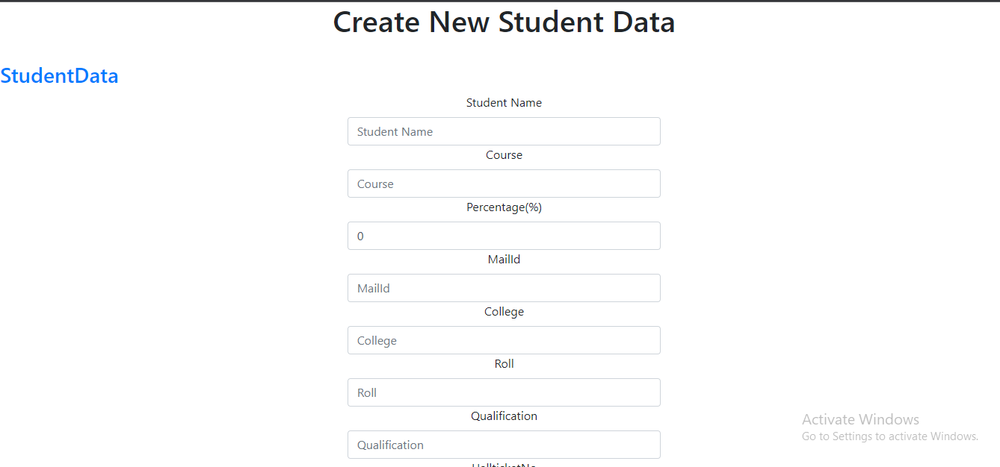 Create New Student Data
StudentData
Student Name
Student Name
Course
Course
Percentage(%)
0
MailId
MailId
College
College
Roll
Roll
Qualification
Activate Windows
Go to Settings to activate Windows.
Qualification
HallticketNo